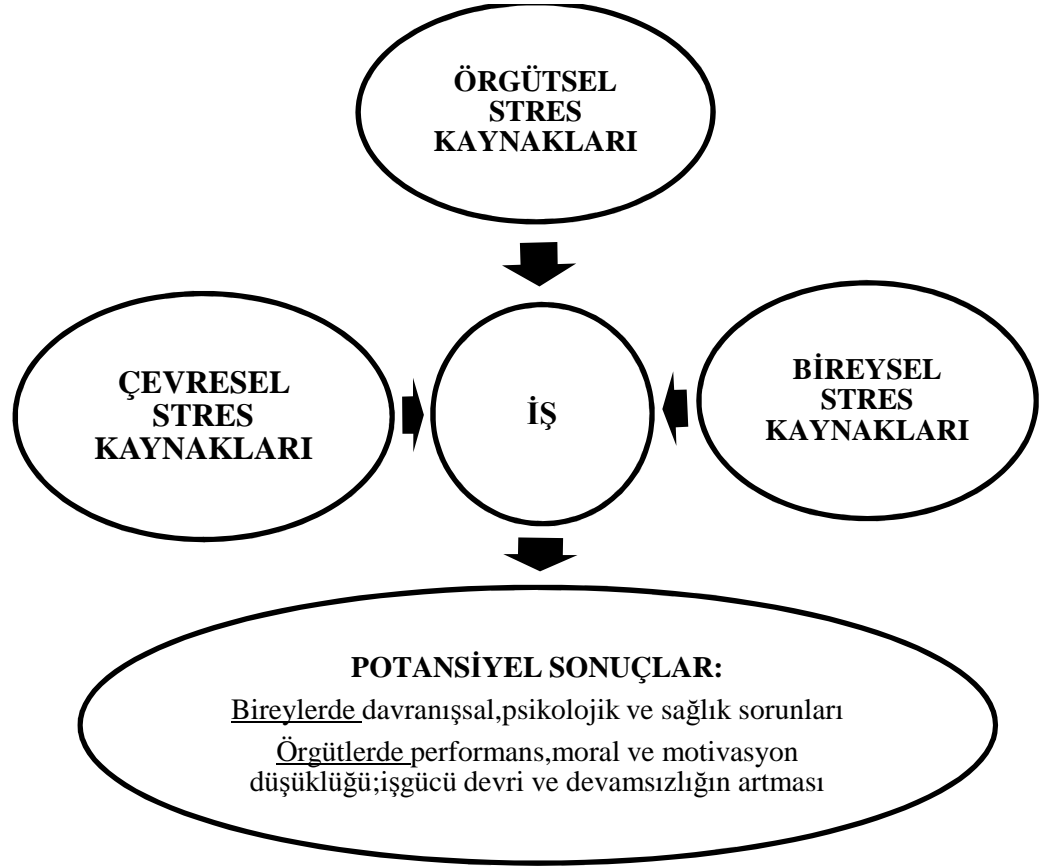 ÖRGÜTSEL
STRES
KAYNAKLARI
ÇEVRESEL
STRES
KAYNAKLARI
İŞ
BİREYSEL
STRES
KAYNAKLARI
POTANSİYEL SONUÇLAR:
Bireylerde davranışsal,psikolojik ve sağlık sorunları
Örgütlerde performans,moral ve motivasyon
düşüklüğü;işgücü devri ve devamsızlığın artması